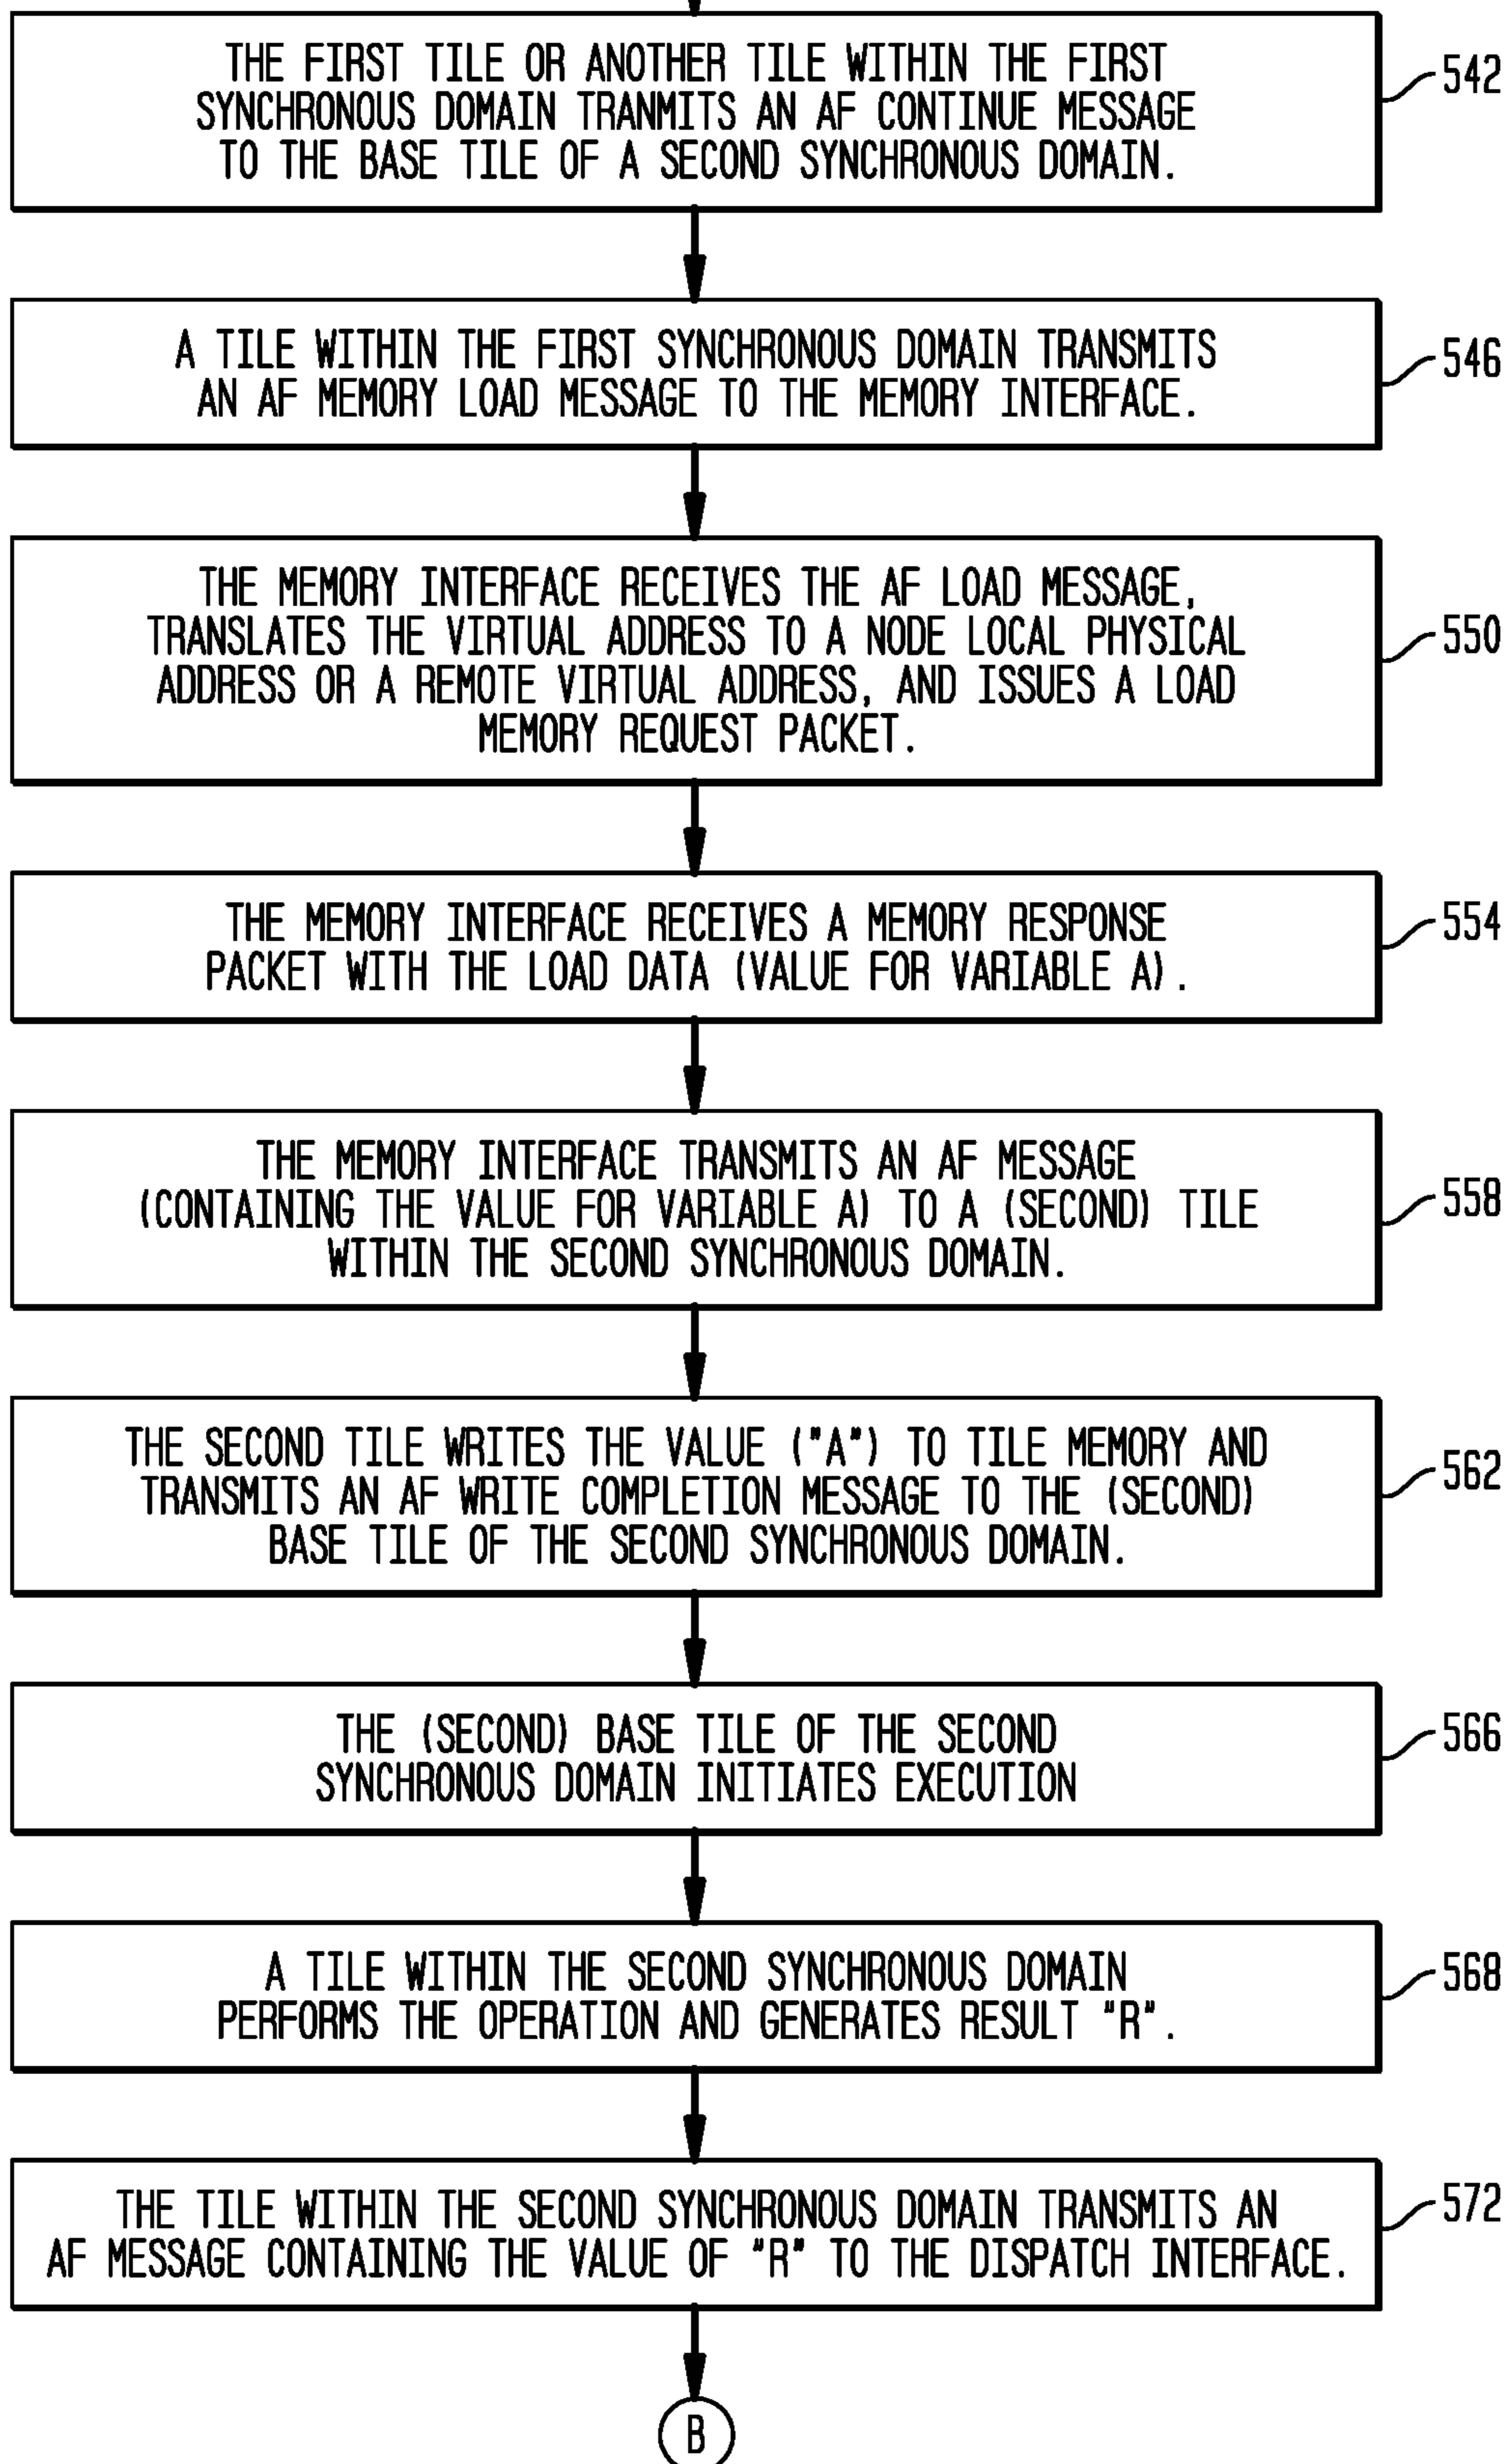 THE FIRST TILE OR ANOTHER TILE WITHIN THE FIRST
SYNCHRONOUS DOMAIN TRANMITS AN AF CONTINUE MESSAGE
TO THE BASE TILE OF A SECOND SYNCHRONOUS DOMAIN.
542
A TILE WITHIN THE FIRST SYNCHRONOUS DOMAIN TRANSMITS
AN AF MEMORY LOAD MESSAGE TO THE MEMORY INTERFACE.
546
THE MEMORY INTERFACE RECEIVES THE AF LOAD MESSAGE,
TRANSLATES THE VIRTUAL ADDRESS TO A NODE LOCAL PHYSICAL
ADDRESS OR A REMOTE VIRTUAL ADDRESS, AND ISSUES A LOAD
MEMORY REQUEST PACKET.
550
THE MEMORY INTERFACE RECEIVES A MEMORY RESPONSE
PACKET WITH THE LOAD DATA (VALUE FOR VARIABLE A).
554
THE MEMORY INTERFACE TRANSMITS AN AF MESSAGE
(CONTAINING THE VALUE FOR VARIABLE A) TO A (SECOND) TILE
WITHIN THE SECOND SYNCHRONOUS DOMAIN.
558
THE SECOND TILE WRITES THE VALUE ("A") TO TILE MEMORY AND
TRANSMITS AN AF WRITE COMPLETION MESSAGE TO THE (SECOND)
BASE TILE OF THE SECOND SYNCHRONOUS DOMAIN.
562
THE (SECOND) BASE TILE OF THE SECOND
SYNCHRONOUS DOMAIN INITIATES EXECUTION
566
A TILE WITHIN THE SECOND SYNCHRONOUS DOMAIN
PERFORMS THE OPERATION AND GENERATES RESULT "R".
568
THE TILE WITHIN THE SECOND SYNCHRONOUS DOMAIN TRANSMITS AN
AF MESSAGE CONTAINING THE VALUE OF "R" TO THE DISPATCH INTERFACE.
572
B